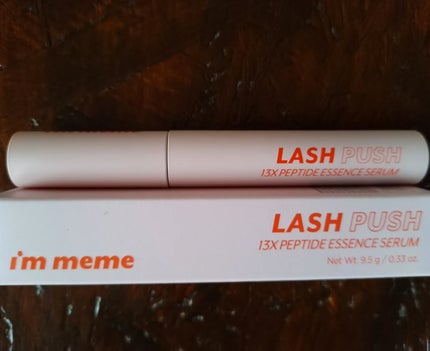 LASH PUSH
13X PEPTIDE ESSENCE SERUM
LASH PUSH
13X PEPTIDE ESSENCE SERUM
i'm meme
Net Wt. 9.5 g / 0.33 oz.